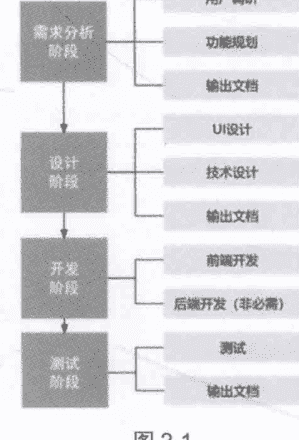 需求分析
阶段
功能规划
输出文档
UI设计
设计
阶段
技术设计
输出文档
前端开发
开发
阶段
后端开发（非必需）
测试
测试
阶段
输出文档
图 2-1